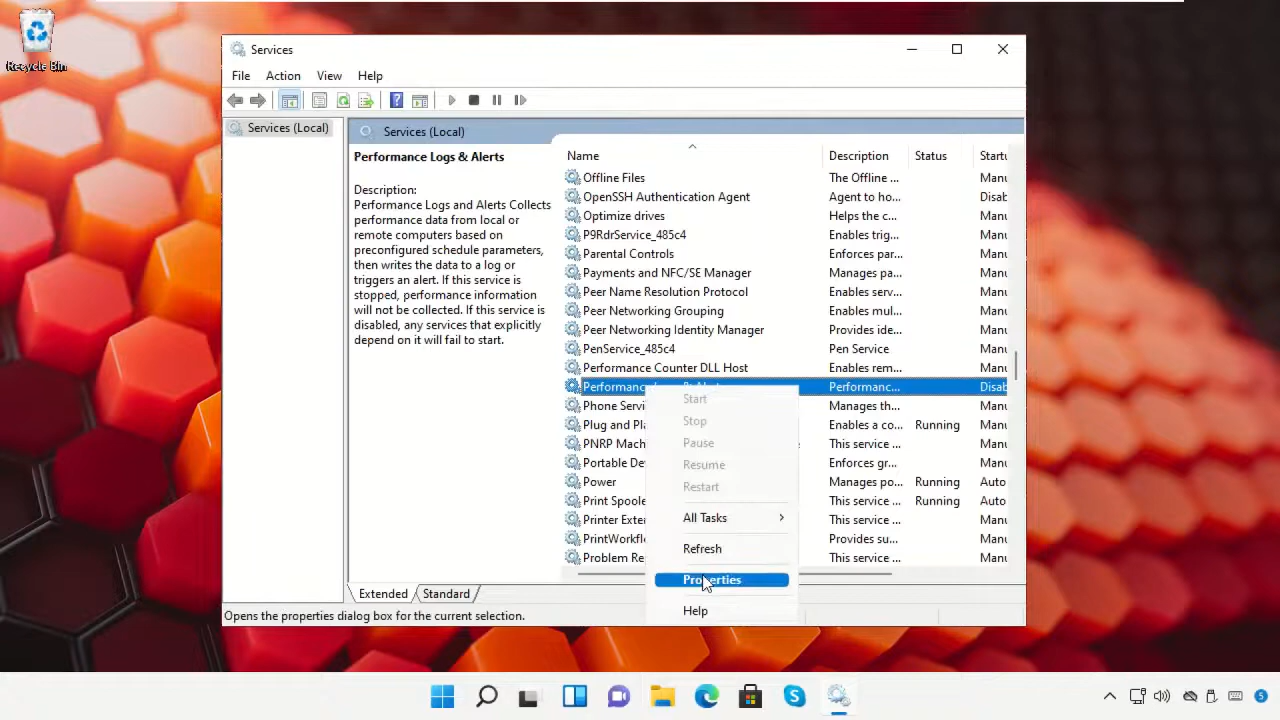 Recycle Bin
Services
File Action View Help
Services (Local)
Services (Local)
Performance Logs & Alerts
Description:
Performance Logs and Alerts Collects
performance data from local or
remote computers based on
preconfigured schedule parameters,
then writes the data to a log or
triggers an alert. If this service is
stopped, performance information
will not be collected. If this service is
disabled, any services that explicitly
depend on it will fail to start.
Name Description Status Startu
Offline Files The Offline ... Manu
OpenSSH Authentication Agent Agent to ho... Disab
Optimize drives Helps the c... Manu
P9RdrService_485c4 Enables trig... Manu
Parental Controls Enforces par... Manu
Payments and NFC/SE Manager Manages pa... Manu
Peer Name Resolution Protocol Enables serv... Manu
Peer Networking Grouping Enables mul... Manu
Peer Networking Identity Manager Provides ide... Manu
PenService_485c4 Pen Service Manu
Performance Counter DLL Host Enables rem... Manu
Performanc Performanc... Disab
Phone Servi Manages th... Manu
Plug and Pla Enables a co... Running Manu
PNRP Mach This service ... Manu
Portable De Enforces gr... Manu
Power Manages po... Running Auto
Print Spoole This service ... Running Auto
Printer Exter This service ... Manu
PrintWorkfl Provides su... Manu
Problem Re This service ... Manu
Start
Stop
Pause
Resume
Restart
All Tasks
Refresh
Properties
Help
Extended Standard
Opens the properties dialog box for the current selection.
5